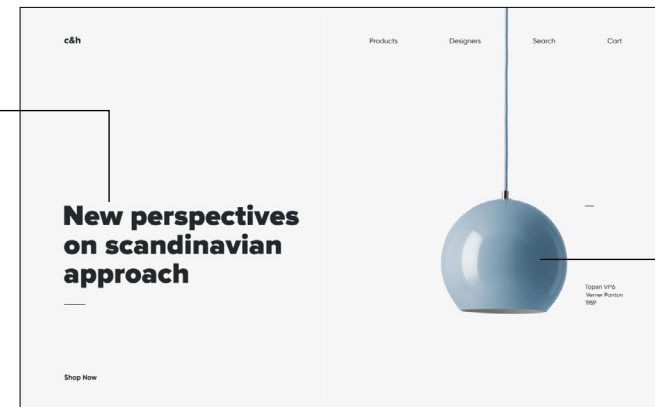 c&h
Products
Designers
Search
Cart
New perspectives
on scandinavian
approach
Topan VP6
Verner Panton
1959
Shop Now